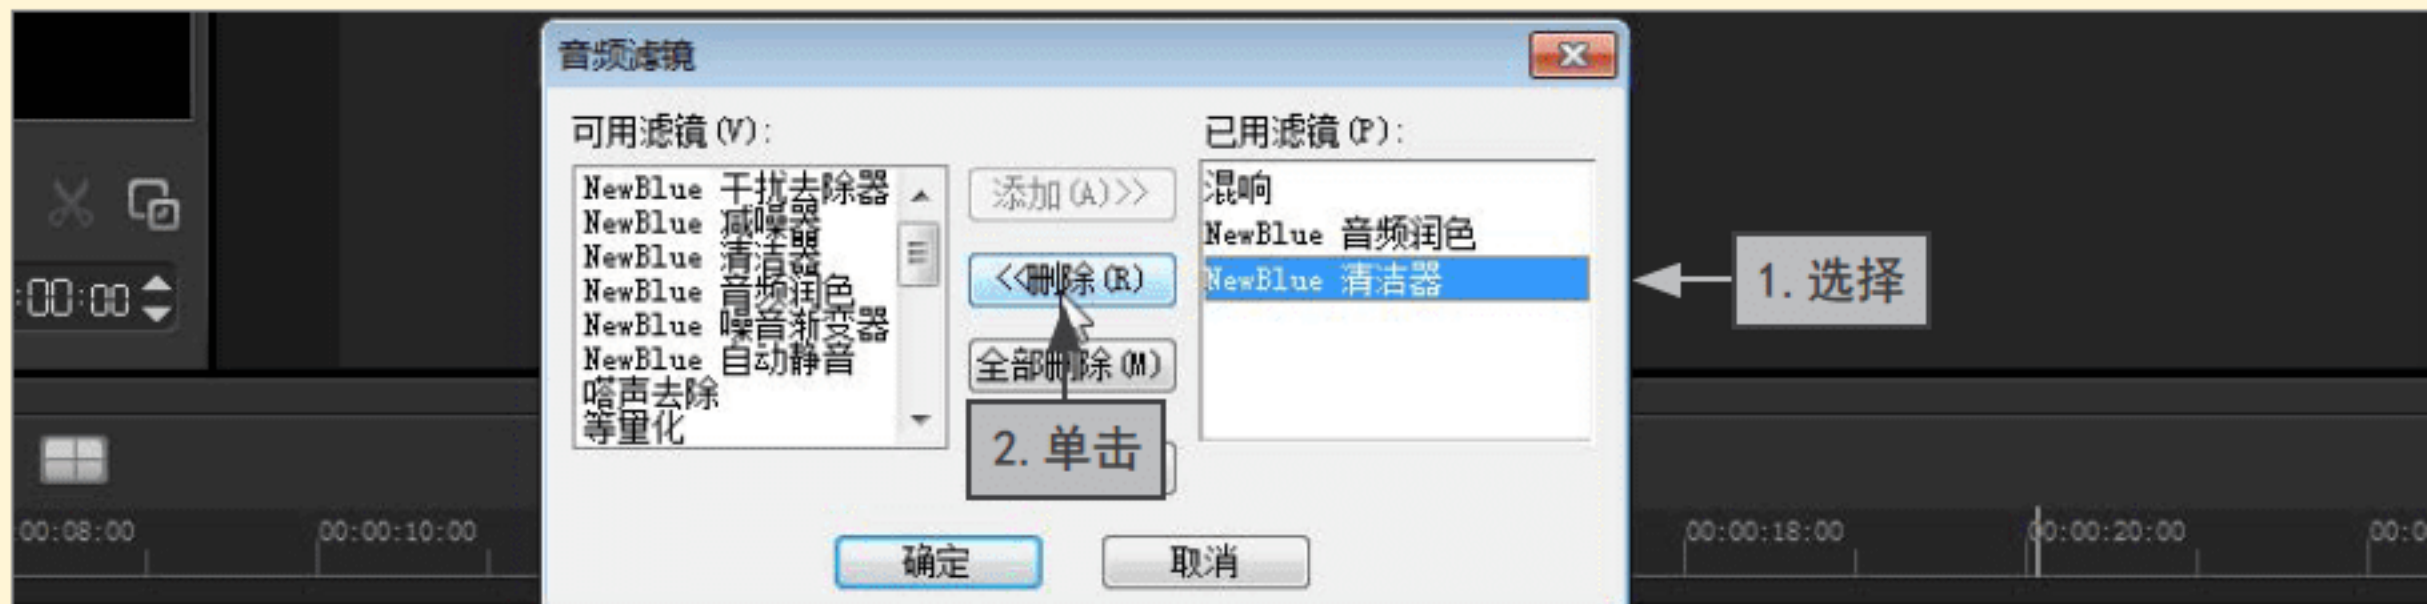 音频滤镜
可用滤镜(V):
已用滤镜(P):
NewBlue 干扰去除器
NewBlue 减噪器
NewBlue 清洁器
NewBlue 音频润色
NewBlue 噪音渐变器
NewBlue 自动静音
嗒声去除
等量化
添加(A)>>
<<删除(R)
全部删除(M)
2. 单击
混响
NewBlue 音频润色
NewBlue 清洁器
1. 选择
:00:00
确定
取消
00:08:00
00:00:10:00
00:00:18:00
00:00:20:00
00:0